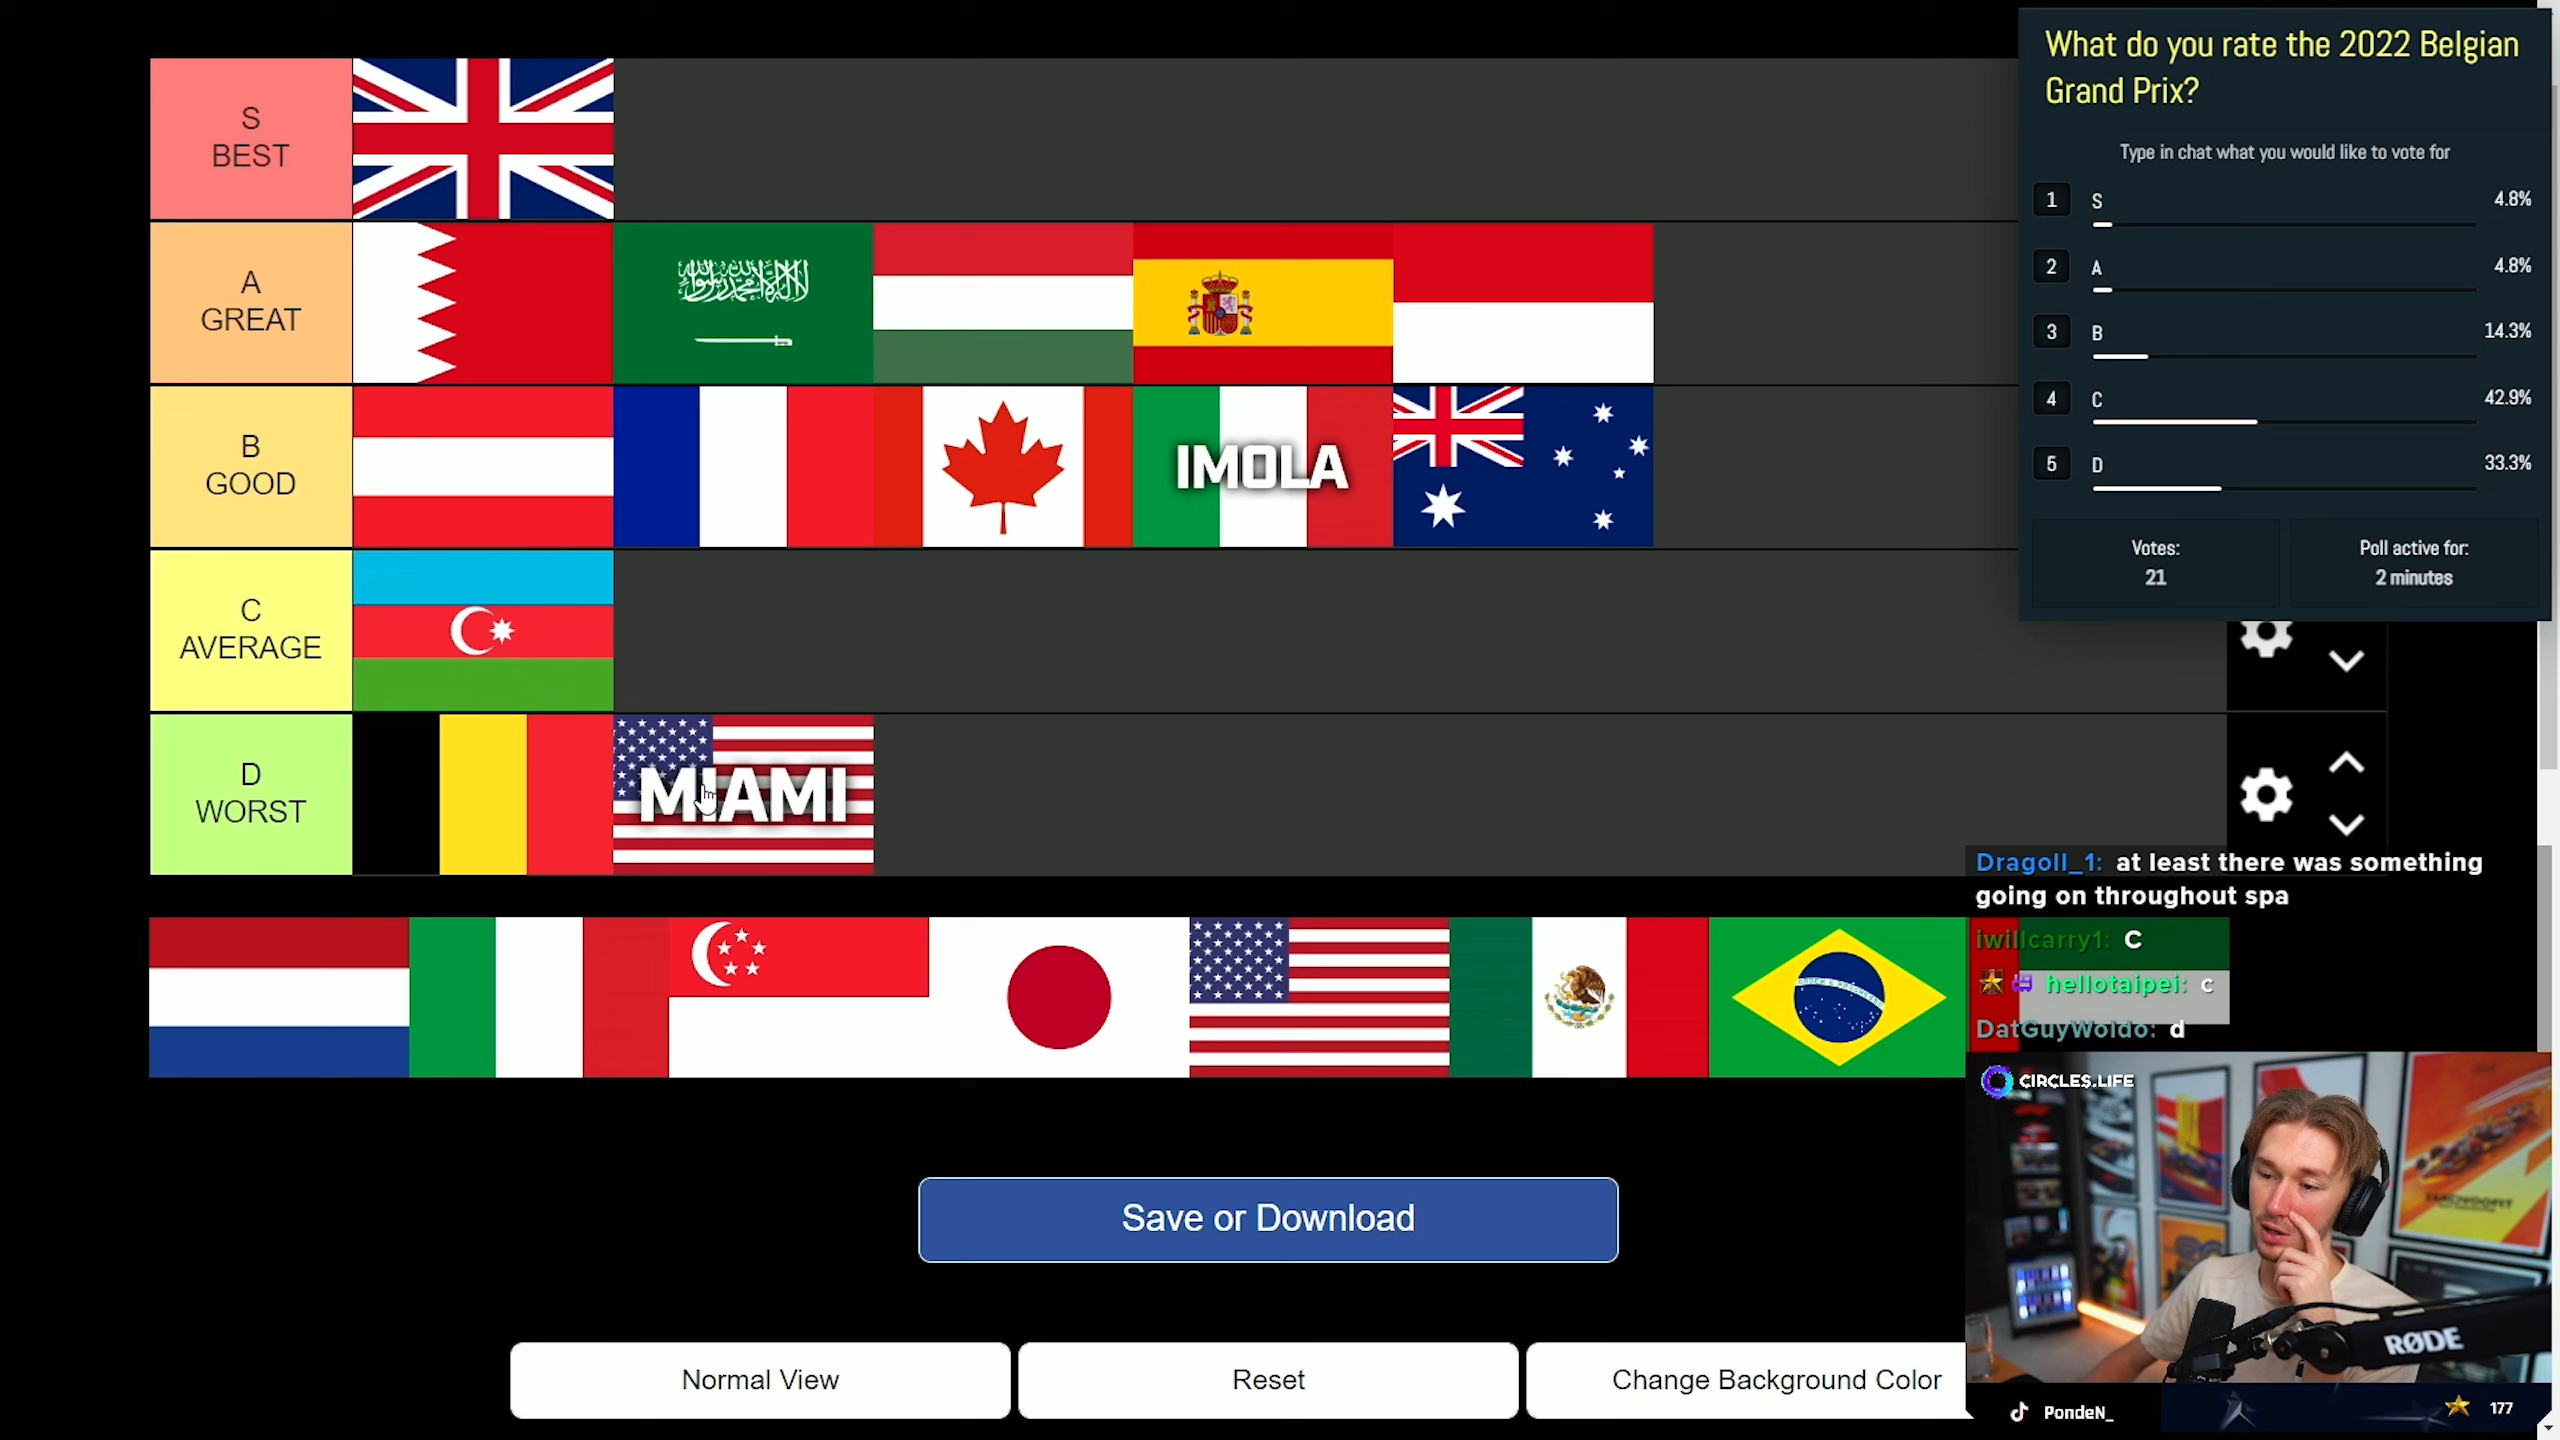 What do you rate the 2022 Belgian
Grand Prix?
Type in chat what you would like to vote for
1 S 4.8%
2 A 4.8%
3 B 14.3%
4 C 42.9%
5 D 33.3%
Votes:
21
Poll active for:
2 minutes
S
BEST
A
GREAT
B
GOOD
IMOLA
C
AVERAGE
D
WORST
MIAMI
Dragoll_1: at least there was something
going on throughout spa
iwillcarry1: C
hellotaipei: c
DatGuyWoldo: d
CIRCLES.LIFE
Save or Download
Normal View
Reset
Change Background Color
RØDE
PondeN_
177